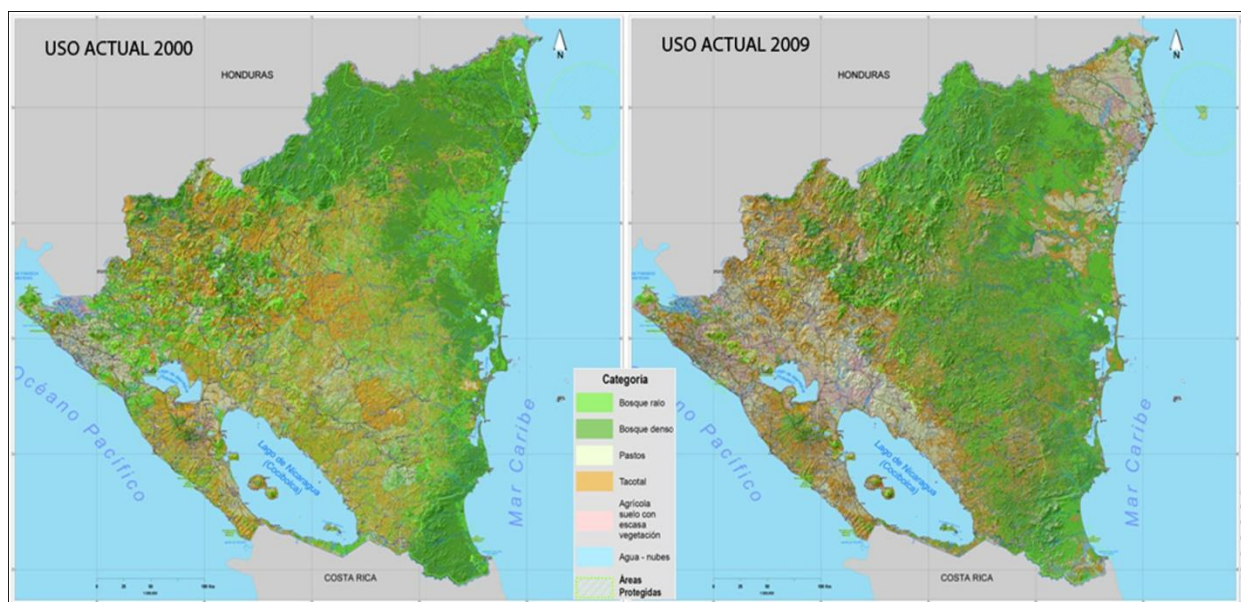 USO ACTUAL 2000
HONDURAS
N
Océano Pacífico
Lago de Nicaragua
(Cocibolca)
Mar Caribe
COSTA RICA
Categoría
Bosque ralo
Bosque denso
Pastos
Tacotal
Agrícola
suelo con
escasa
vegetación
Agua - nubes
Áreas
Protegidas
USO ACTUAL 2009
HONDURAS
N
Océano Pacífico
Lago de Nicaragua
(Cocibolca)
Mar Caribe
COSTA RICA